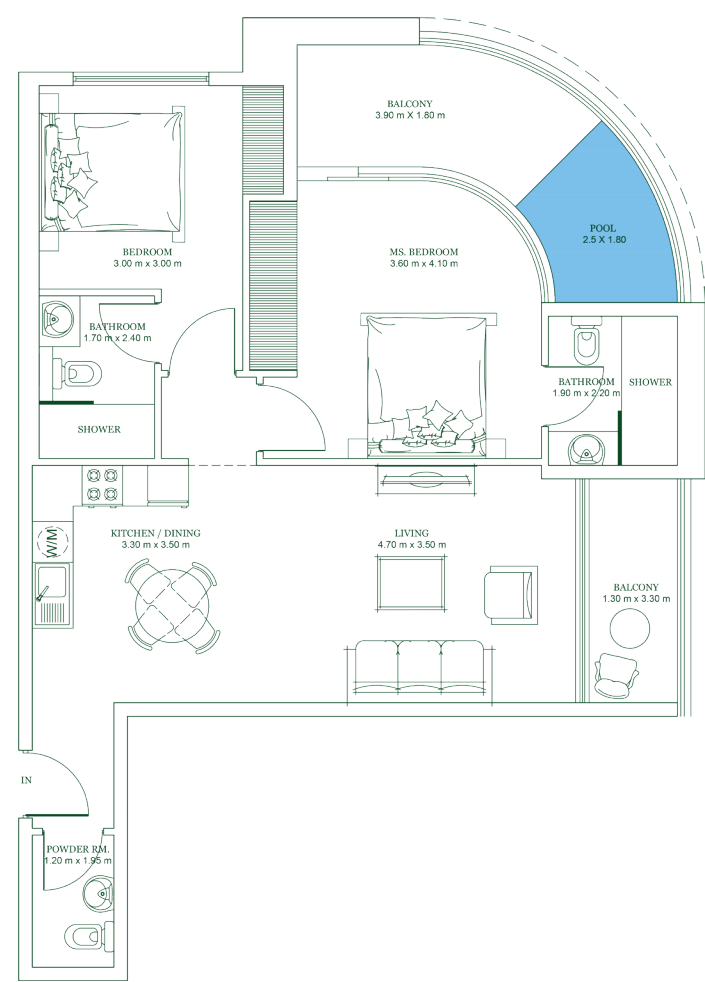 BALCONY
3.90 m X 1.80 m
POOL
2.5 X 1.80
BEDROOM
3.00 m x 3.00 m
MS. BEDROOM
3.60 m x 4.10 m
BATHROOM
1.70 m x 2.40 m
BATHROOM
1.90 m x 2.20 m
SHOWER
SHOWER
KITCHEN / DINING
3.30 m x 3.50 m
LIVING
4.70 m x 3.50 m
W/M
BALCONY
1.30 m x 3.30 m
IN
POWDER RM.
1.20 m x 1.95 m